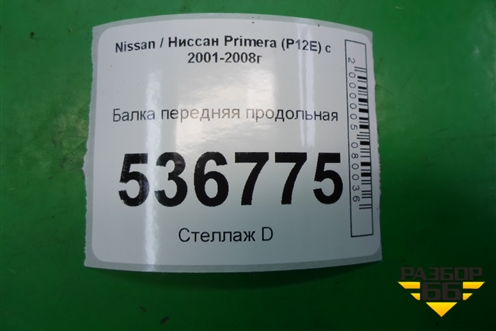 Nissan / Ниссан Primera (P12E) с
2001-2008г
Балка передняя продольная
536775
Стеллаж D
2000005080036
РАЗБОР
66